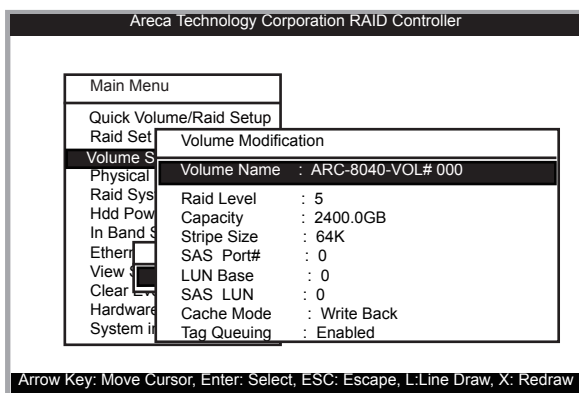 Areca Technology Corporation RAID Controller
Main Menu
Quick Volume/Raid Setup
Raid Set
Volume S
Physical
Raid Sys
Hdd Pow
In Band S
Ethern
View S
Clear Eve
Hardware
System in
Volume Modification
Volume Name : ARC-8040-VOL# 000
Raid Level : 5
Capacity : 2400.0GB
Stripe Size : 64K
SAS Port# : 0
LUN Base : 0
SAS LUN : 0
Cache Mode : Write Back
Tag Queuing : Enabled
Arrow Key: Move Cursor, Enter: Select, ESC: Escape, L:Line Draw, X: Redraw